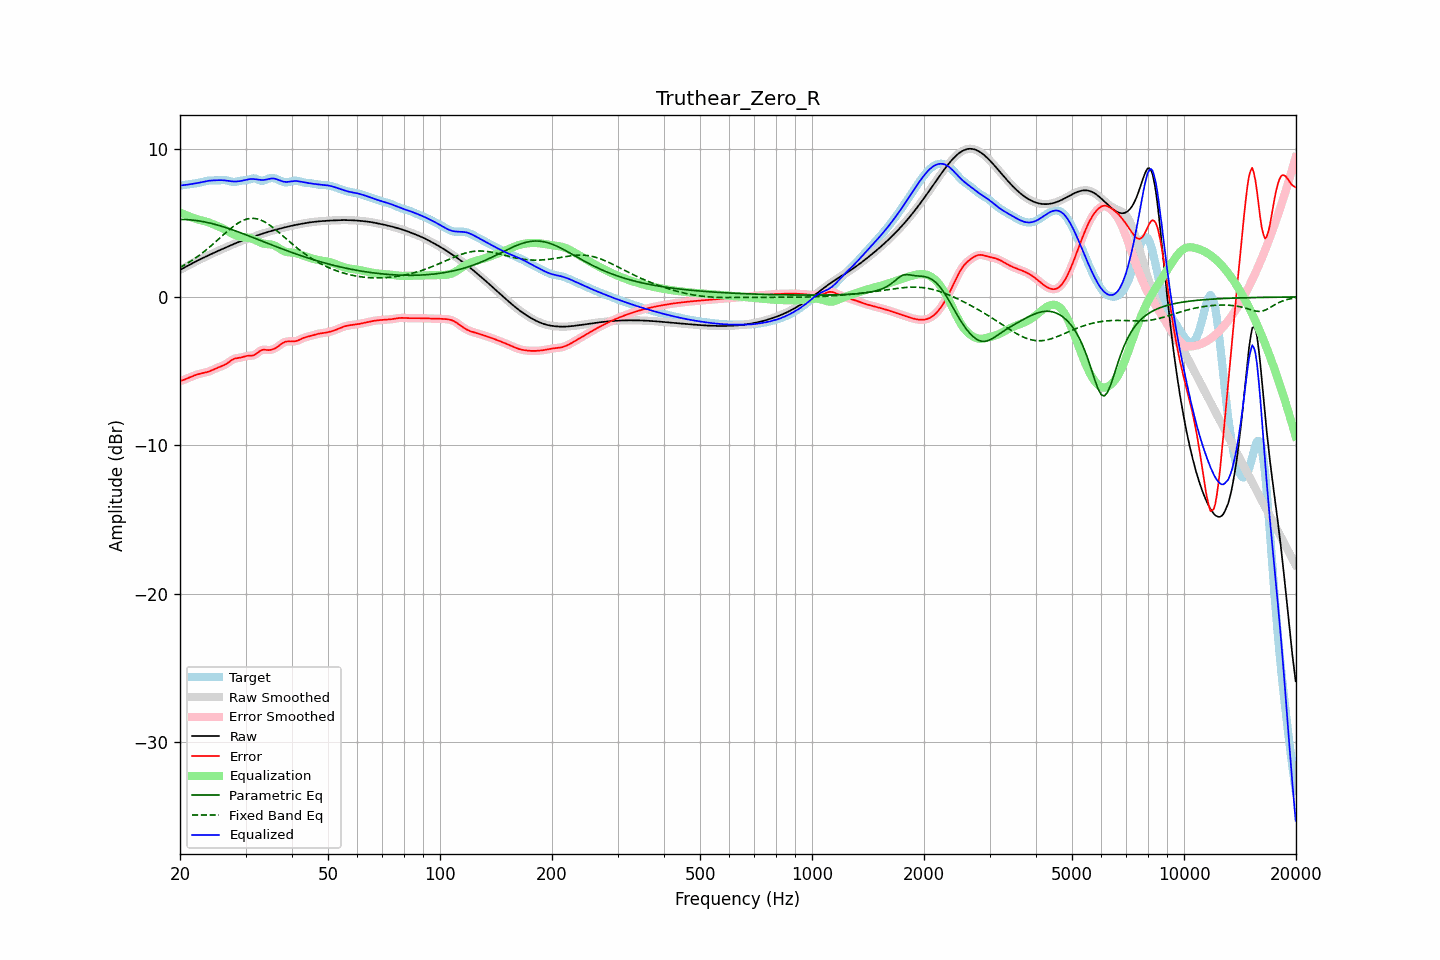 Truthear_Zero_R
10
0
−10
−20
−30
Amplitude (dBr)
Target
Raw Smoothed
Error Smoothed
Raw
Error
Equalization
Parametric Eq
Fixed Band Eq
Equalized
20 50 100 200 500 1000 2000 5000 10000 20000
Frequency (Hz)